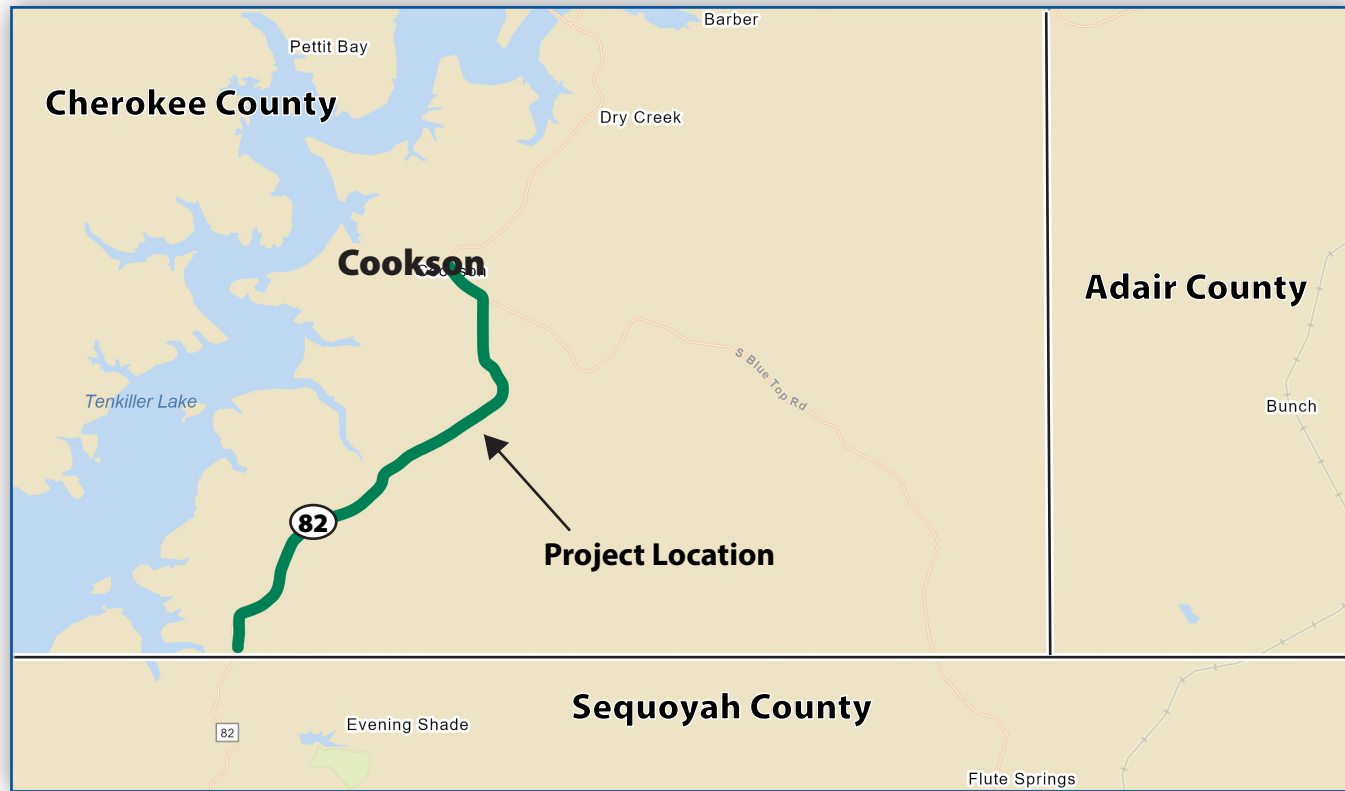 Barber
Pettit Bay
Cherokee County
Dry Creek
Cookson
Cookson
Adair County
S Blue Top Rd
Tenkiller Lake
Bunch
82
Project Location
Sequoyah County
Evening Shade
82
Flute Springs